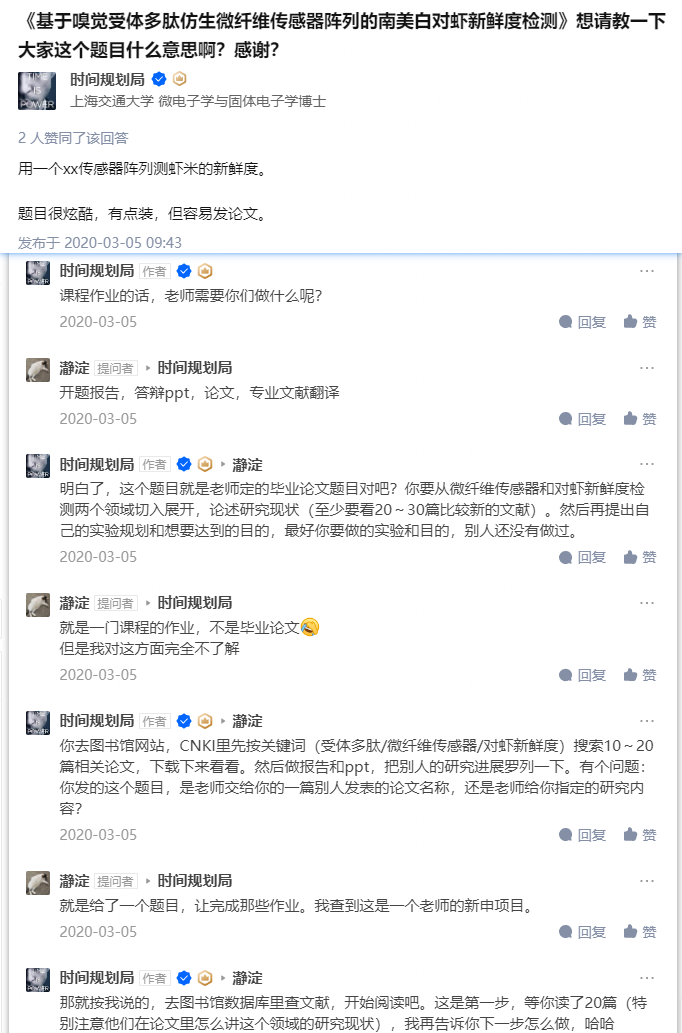 《基于嗅觉受体多肽仿生微纤维传感器阵列的南美白对虾新鲜度检测》想请教一下
大家这个题目什么意思啊？感谢？
TIME IS POWER
时间规划局
上海交通大学 微电子学与固体电子学博士
2 人赞同了该回答
用一个xx传感器阵列测虾米的新鲜度。
题目很炫酷，有点装，但容易发论文。
发布于 2020-03-05 09:43
时间规划局 作者
课程作业的话，老师需要你们做什么呢？
2020-03-05 回复 赞
瀞淀 提问者 时间规划局
开题报告，答辩ppt，论文，专业文献翻译
2020-03-05 回复 赞
时间规划局 作者 瀞淀
明白了，这个题目就是老师定的毕业论文题目对吧？你要从微纤维传感器和对虾新鲜度检
测两个领域切入展开，论述研究现状（至少要看20～30篇比较新的文献）。然后再提出自
己的实验规划和想要达到的目的，最好你要做的实验和目的，别人还没有做过。
2020-03-05 回复 赞
瀞淀 提问者 时间规划局
就是一门课程的作业，不是毕业论文🤣
但是我对这方面完全不了解
2020-03-05 回复 赞
时间规划局 作者 瀞淀
你去图书馆网站，CNKI里先按关键词（受体多肽/微纤维传感器/对虾新鲜度）搜索10～20
篇相关论文，下载下来看看。然后做报告和ppt，把别人的研究进展罗列一下。有个问题：
你发的这个题目，是老师交给你的一篇别人发表的论文名称，还是老师给你指定的研究内
容？
2020-03-05 回复 赞
瀞淀 提问者 时间规划局
就是给了一个题目，让完成那些作业。我查到这是一个老师的新申项目。
2020-03-05 回复 赞
时间规划局 作者 瀞淀
那就按我说的，去图书馆数据库里查文献，开始阅读吧。这是第一步，等你读了20篇（特
别注意他们在论文里怎么讲这个领域的研究现状），我再告诉你下一步怎么做，哈哈